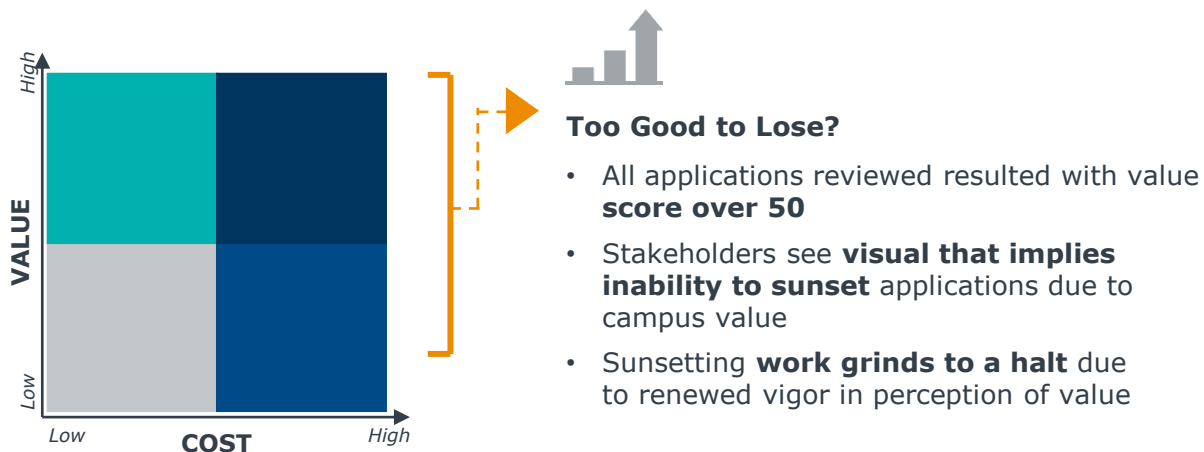 High
VALUE
Low
Low
COST
High
Too Good to Lose?
• All applications reviewed resulted with value
score over 50
• Stakeholders see visual that implies
inability to sunset applications due to
campus value
• Sunsetting work grinds to a halt due
to renewed vigor in perception of value